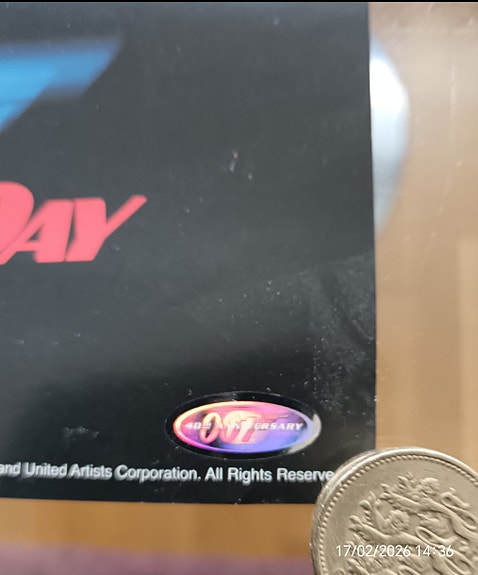 DAY
40TH ANNIVERSARY
007
and United Artists Corporation. All Rights Reserve
17/02/2026 14:36